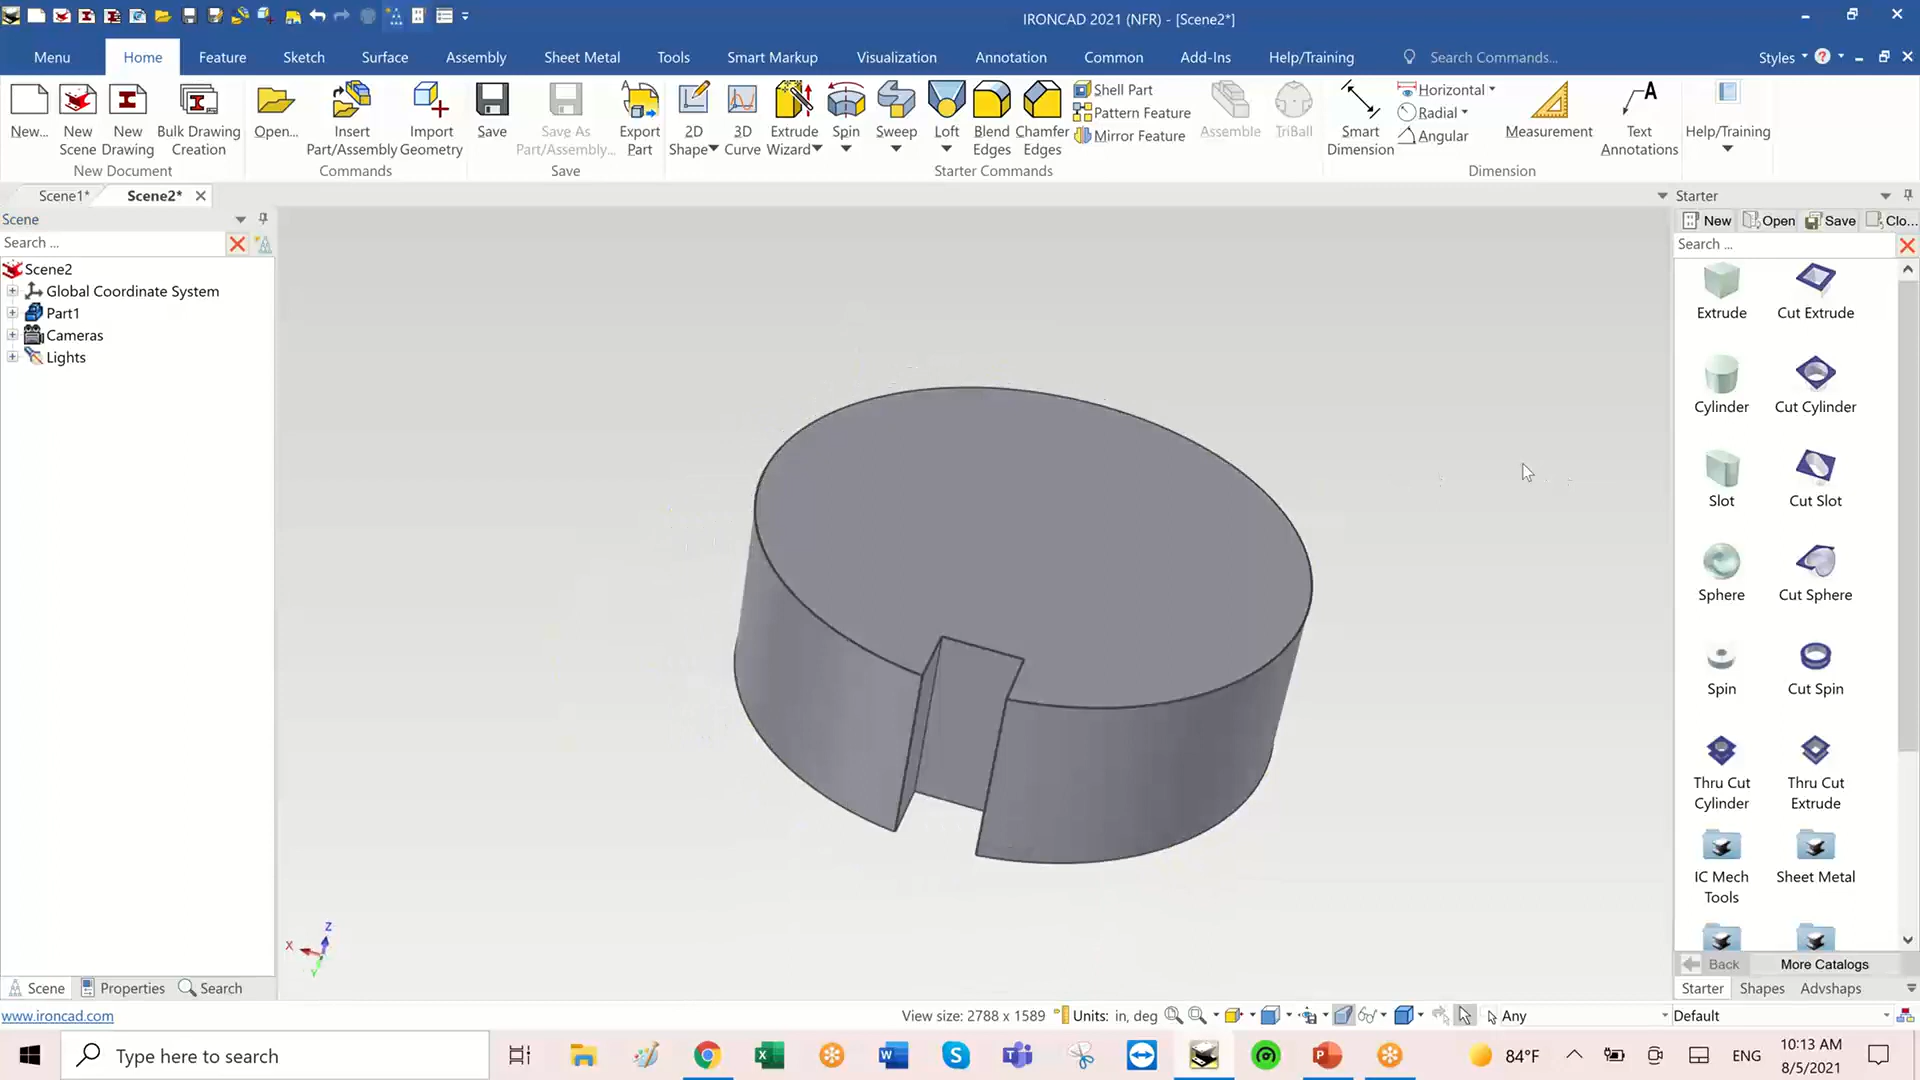 IRONCAD 2021 (NFR) - [Scene2*]
Menu Home Feature Sketch Surface Assembly Sheet Metal Tools Smart Markup Visualization Annotation Common Add-Ins Help/Training Search Commands... Styles
New...
New Scene
New Drawing
Bulk Drawing Creation
New Document
Open...
Insert Part/Assembly
Import Geometry
Commands
Save
Save As Part/Assembly...
Export Part
Save
2D Shape
3D Curve
Extrude Wizard
Spin
Sweep
Loft
Blend Edges
Chamfer Edges
Shell Part
Pattern Feature
Mirror Feature
Assemble
TriBall
Starter Commands
Smart Dimension
Horizontal
Radial
Angular
Measurement
Text Annotations
Dimension
Help/Training
Scene1* Scene2*
Scene
Search ...
Scene2
Global Coordinate System
Part1
Cameras
Lights
Z
X
Y
Scene Properties Search
Starter
New Open Save Clo...
Search ...
Extrude Cut Extrude
Cylinder Cut Cylinder
Slot Cut Slot
Sphere Cut Sphere
Spin Cut Spin
Thru Cut Cylinder
Thru Cut Extrude
IC Mech Tools
Sheet Metal
Back More Catalogs
Starter Shapes Advshaps
www.ironcad.com
View size: 2788 x 1589 Units: in, deg Any Default
Type here to search
84°F ENG
10:13 AM
8/5/2021